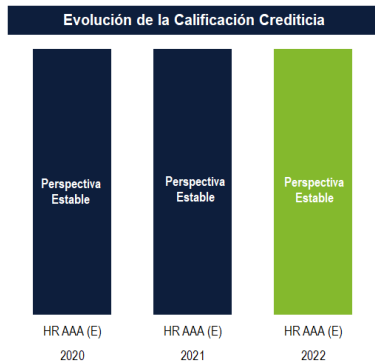 Evolución de la Calificación Crediticia
Perspectiva
Estable
Perspectiva
Estable
Perspectiva
Estable
HR AAA (E)
HR AAA (E)
HR AAA (E)
2020
2021
2022